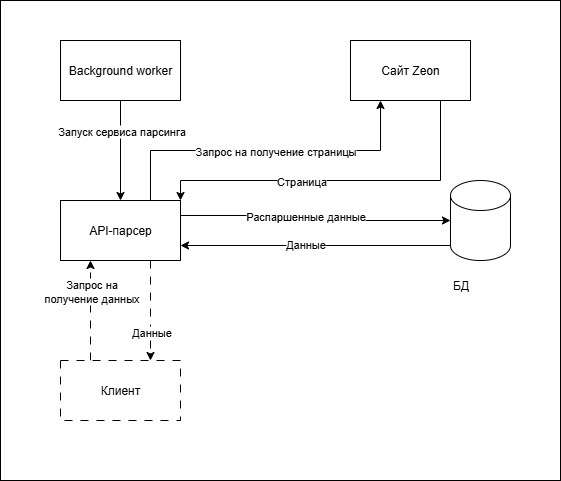 Background worker
Сайт Zeon
Запуск сервиса парсинга
Запрос на получение страницы
Страница
API-парсер
Распаршенные данные
Данные
БД
Запрос на
получение данных
Данные
Клиент